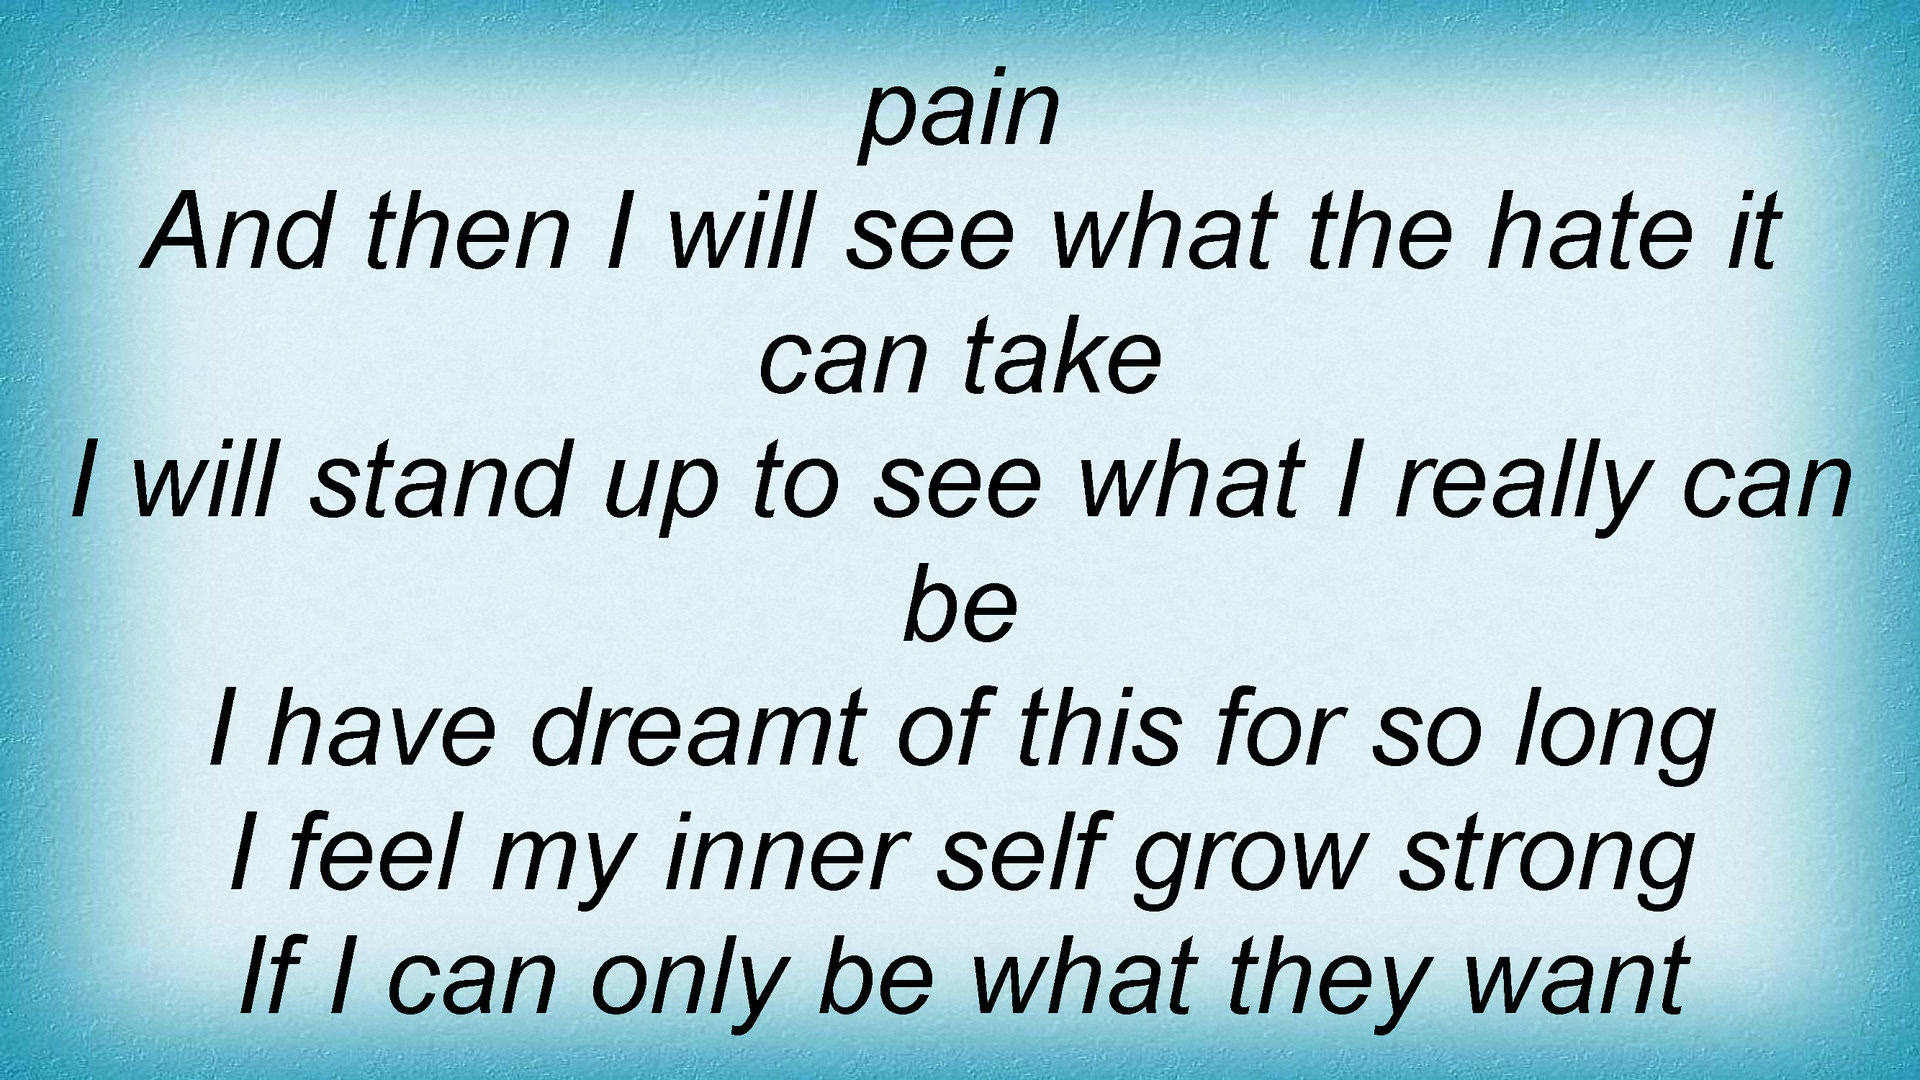 pain
And then I will see what the hate it
can take
I will stand up to see what I really can
be
I have dreamt of this for so long
I feel my inner self grow strong
If I can only be what they want